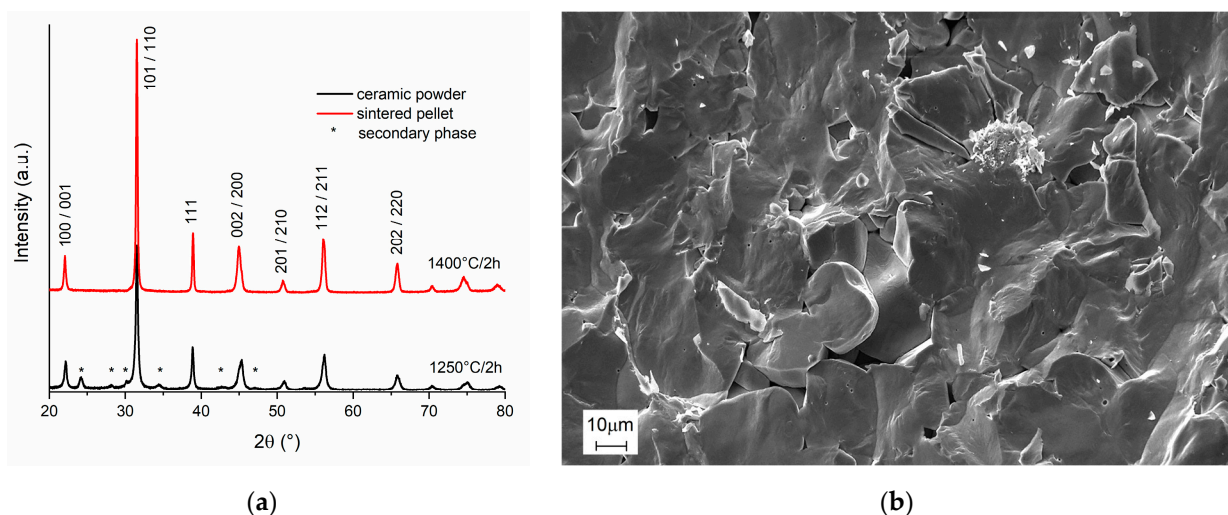 Intensity (a.u.)
100 / 001
101 / 110
111
002 / 200
201 / 210
112 / 211
202 / 220
ceramic powder
sintered pellet
* secondary phase
1400°C/2h
1250°C/2h
* * * * * *
20 30 40 50 60 70 80
2θ (°)
10μm
(a) (b)